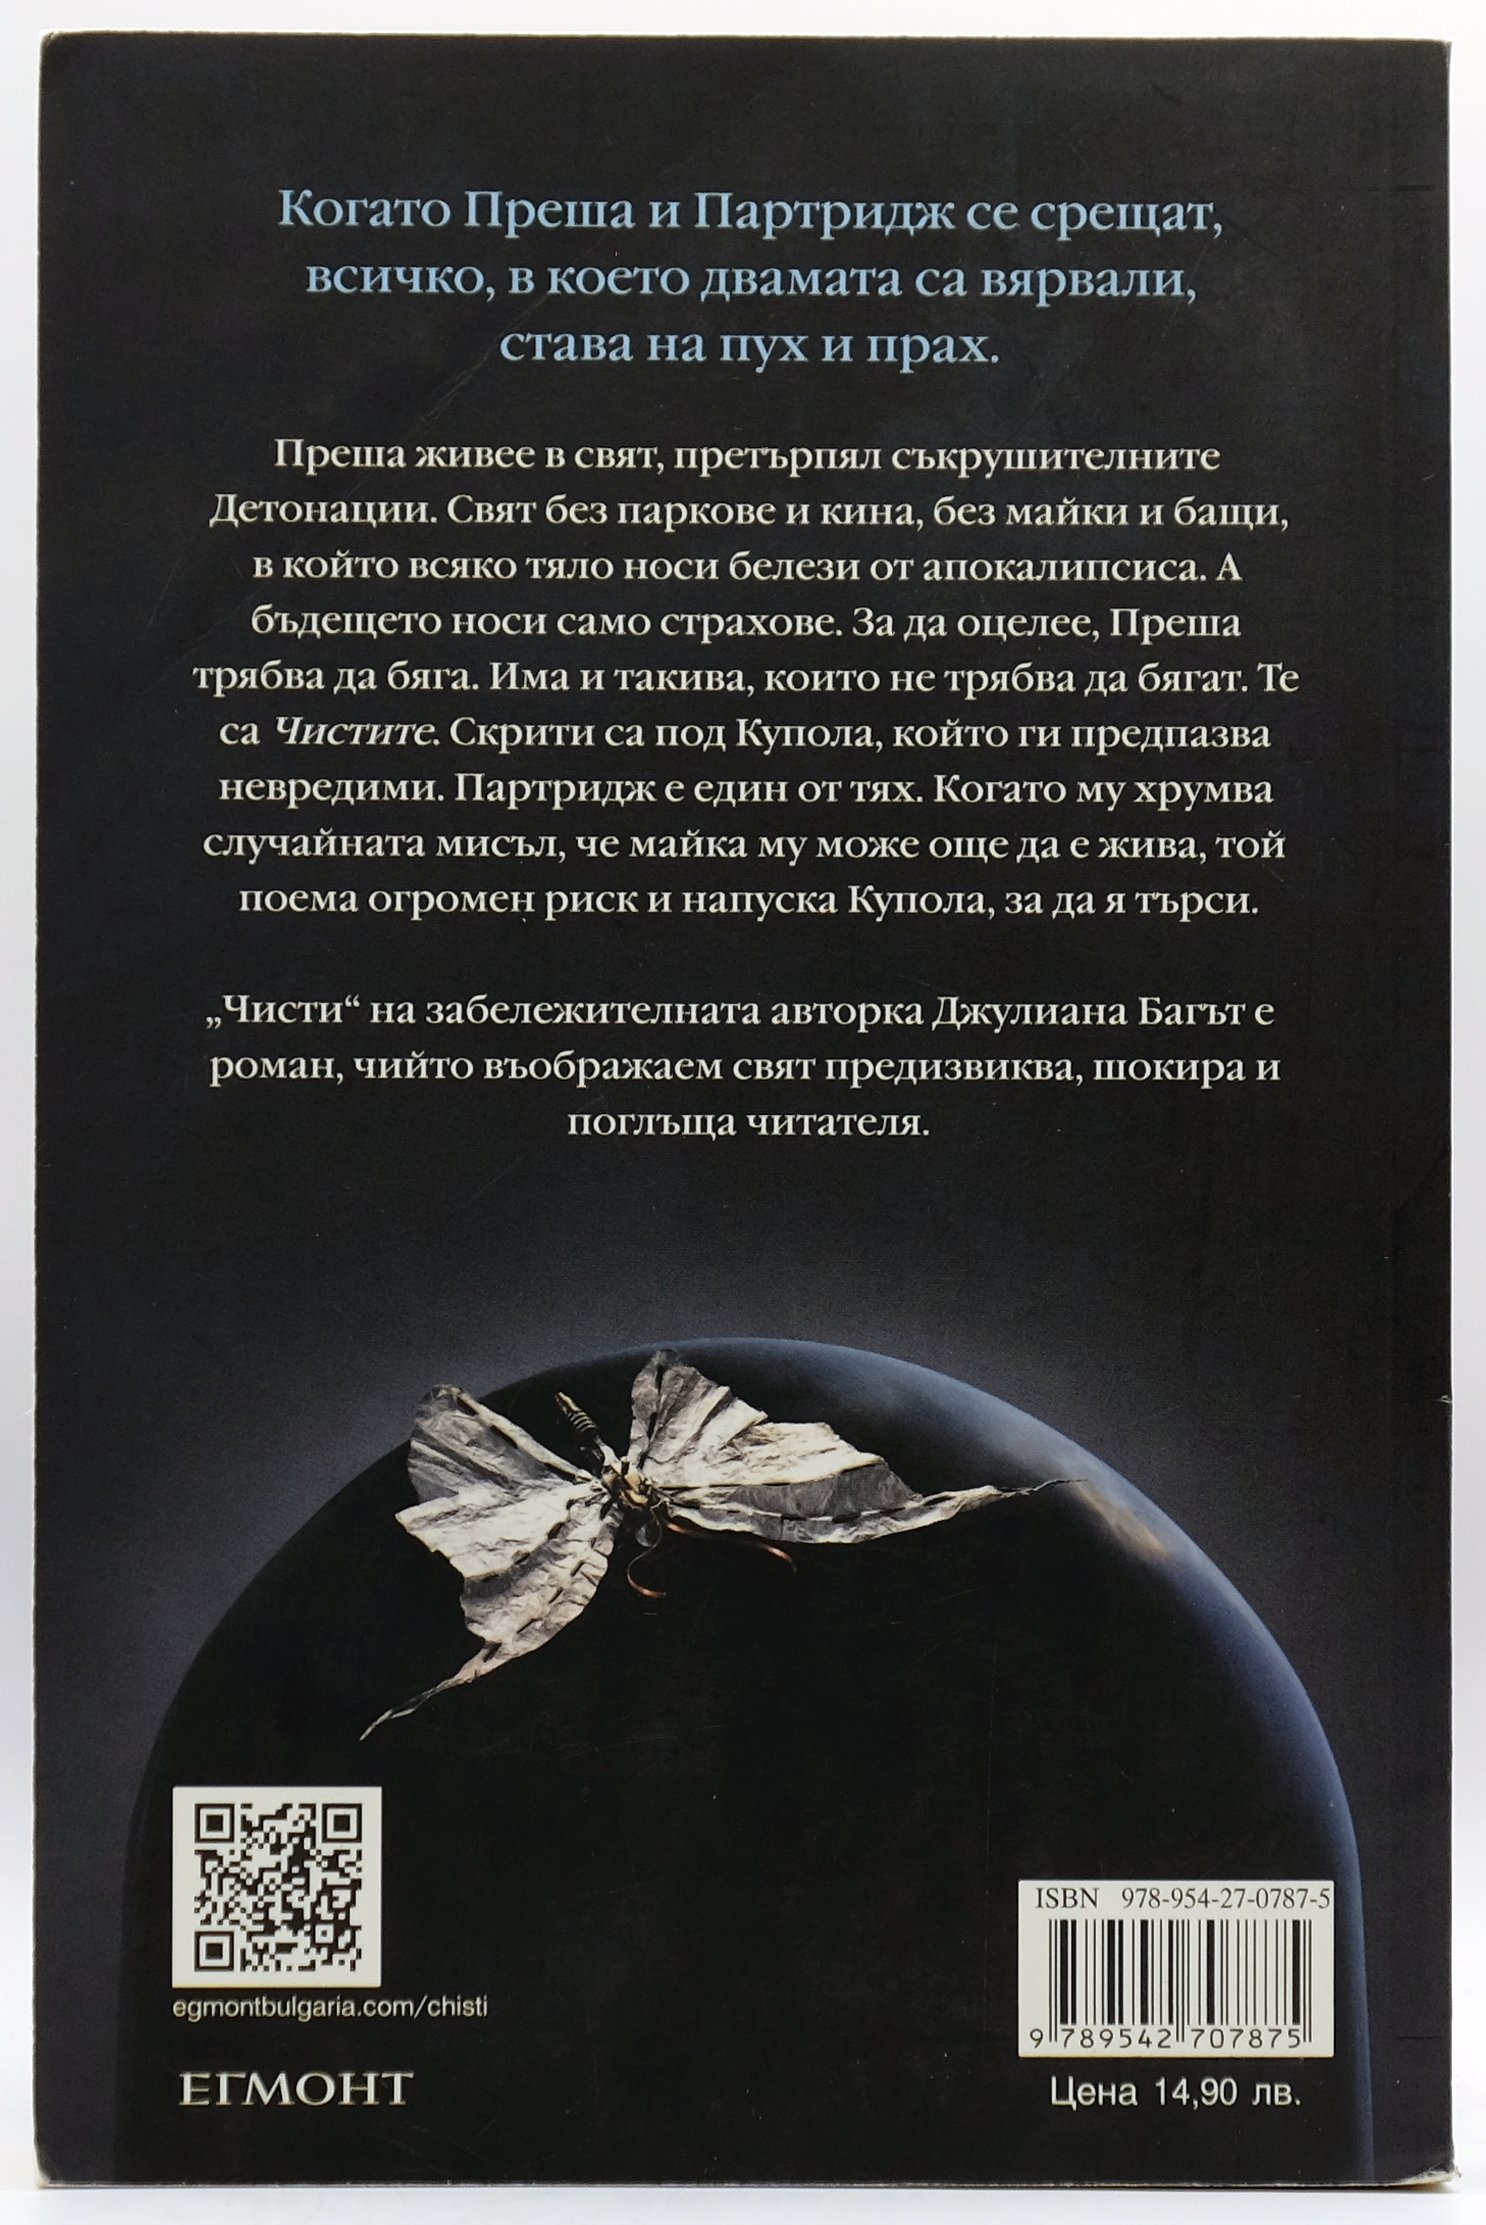 Когато Преша и Партридж се срещат,
всичко, в което двамата са вярвали,
става на пух и прах.
Преша живее в свят, претърпял съкрушителните
Детонации. Свят без паркове и кина, без майки и бащи,
в който всяко тяло носи белези от апокалипсиса. А
бъдещето носи само страхове. За да оцелее, Преша
трябва да бяга. Има и такива, които не трябва да бягат. Те
са Чистите. Скрити са под Купола, който ги предпазва
невредими. Партридж е един от тях. Когато му хрумва
случайната мисъл, че майка му може още да е жива, той
поема огромен риск и напуска Купола, за да я търси.
„Чисти“ на забележителната авторка Джулиана Багът е
роман, чийто въображаем свят предизвиква, шокира и
поглъща читателя.
egmontbulgaria.com/chisti
ЕГМОНТ
ISBN 978-954-27-0787-5
9 789542 707875
Цена 14,90 лв.